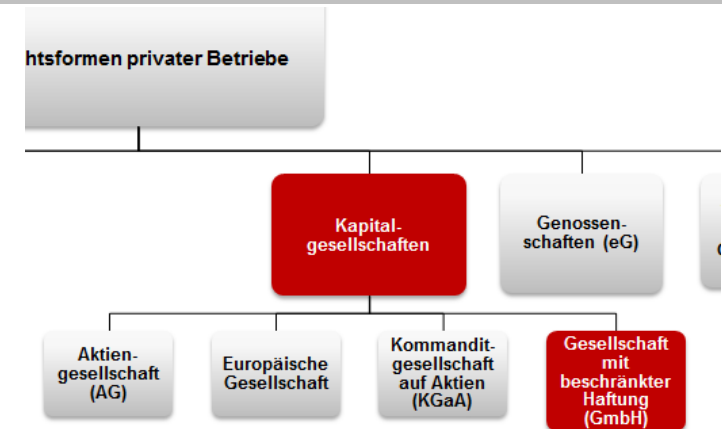 htsformen privater Betriebe
Kapital-
gesellschaften
Genossen-
schaften (eG)
Aktien-
gesellschaft
(AG)
Europäische
Gesellschaft
Kommandit-
gesellschaft
auf Aktien
(KGaA)
Gesellschaft
mit
beschränkter
Haftung
(GmbH)